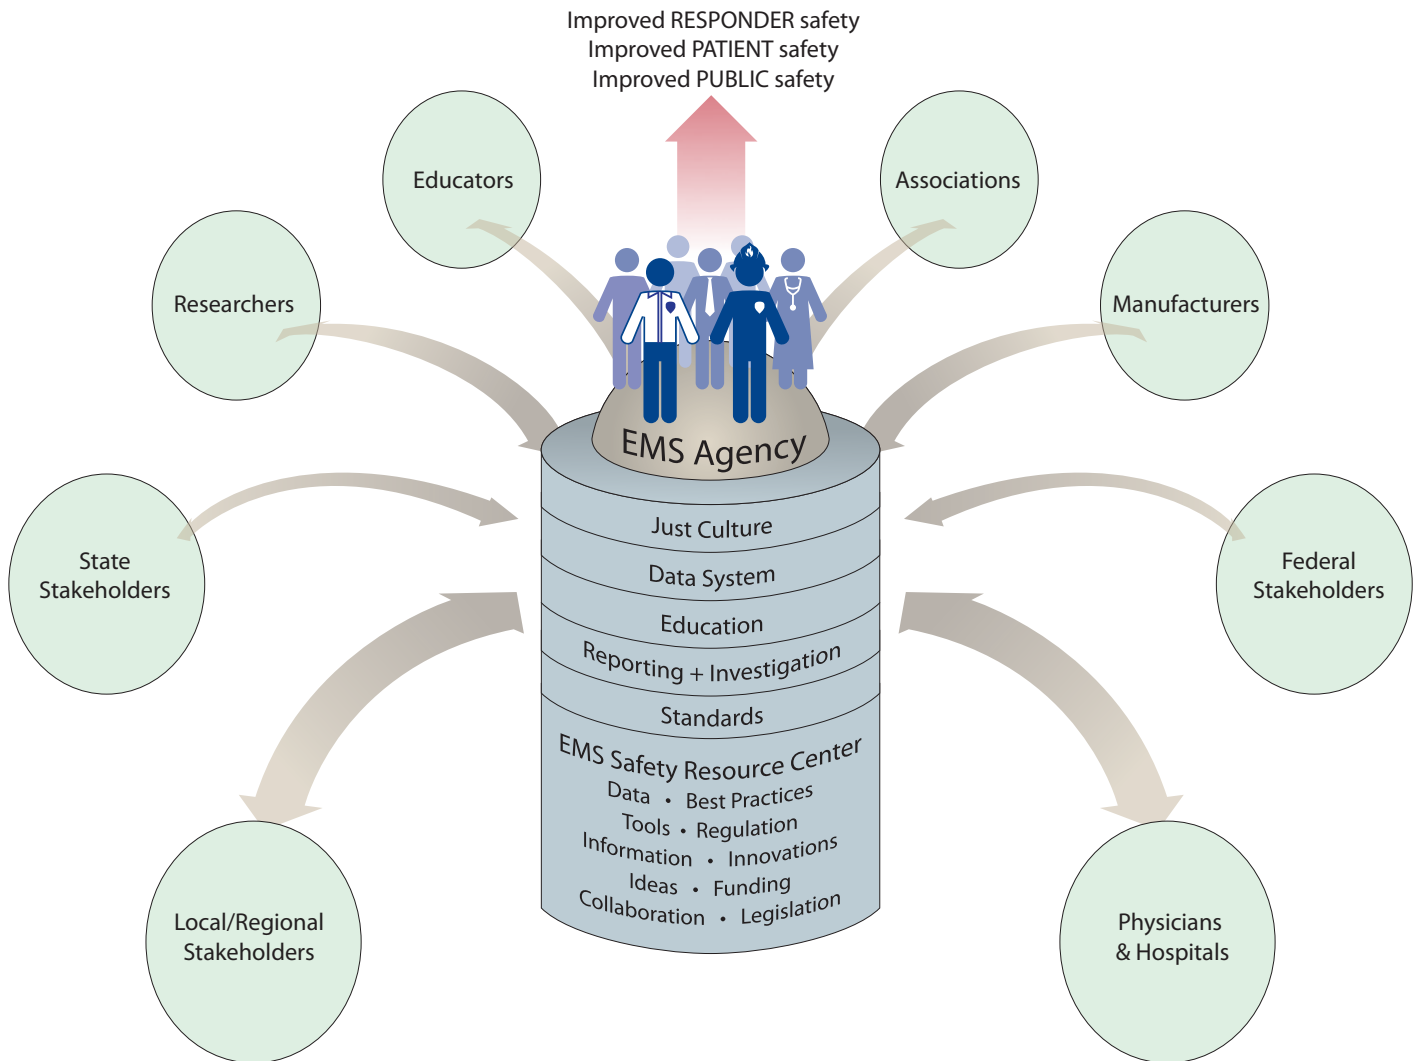 Improved RESPONDER safety
Improved PATIENT safety
Improved PUBLIC safety
Educators
Associations
Researchers
Manufacturers
EMS Agency
State
Stakeholders
Federal
Stakeholders
Just Culture
Data System
Education
Reporting + Investigation
Standards
EMS Safety Resource Center
Data • Best Practices
Tools • Regulation
Information • Innovations
Ideas • Funding
Collaboration • Legislation
Local/Regional
Stakeholders
Physicians
& Hospitals